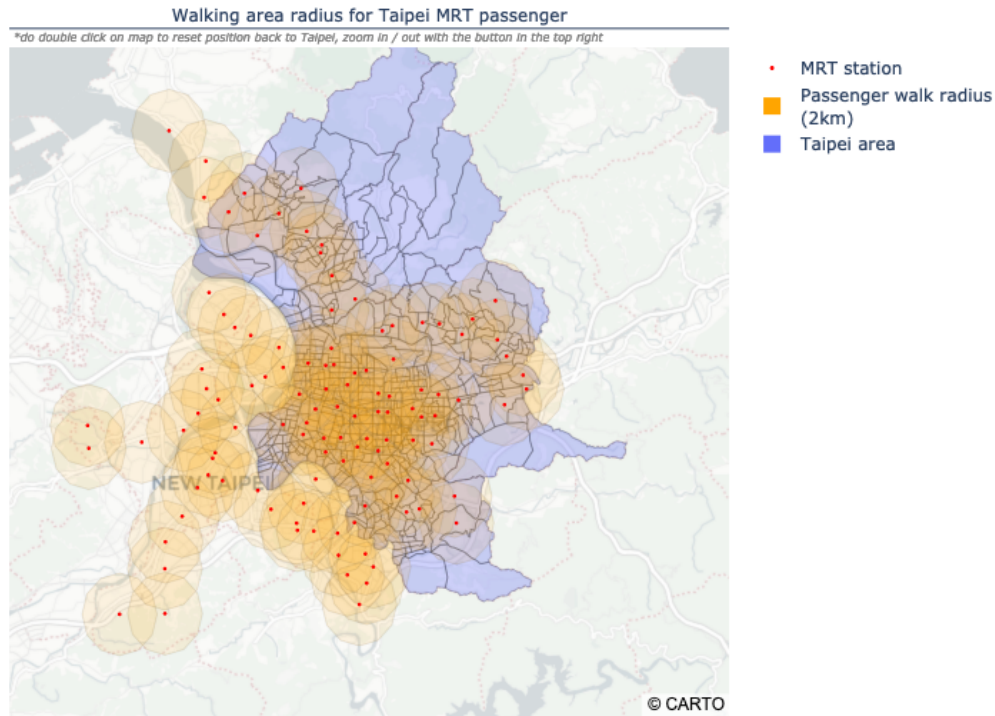 Walking area radius for Taipei MRT passenger
*do double click on map to reset position back to Taipei, zoom in / out with the button in the top right
MRT station
Passenger walk radius
(2km)
Taipei area
NEW TAIPEI
© CARTO